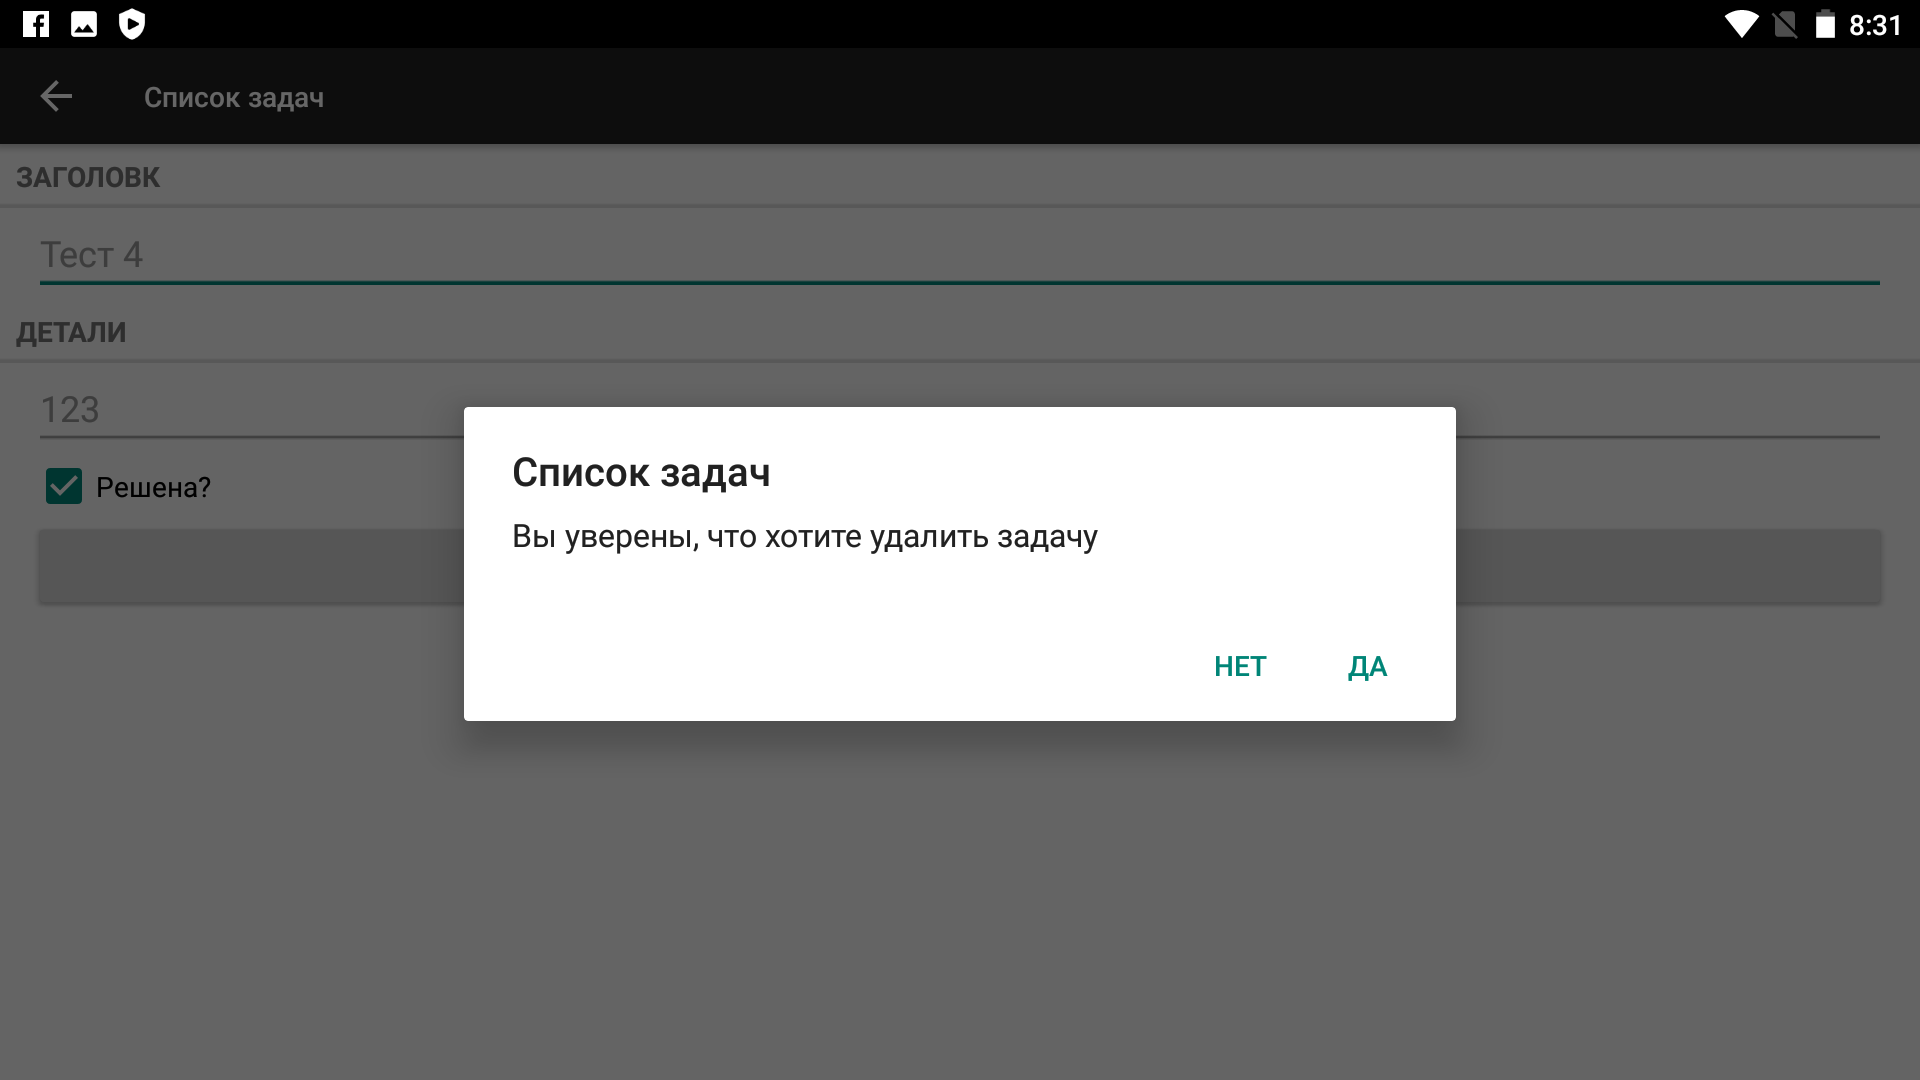 8:31
Список задач
ЗАГОЛОВК
Тест 4
ДЕТАЛИ
123
Решена?
Список задач
Вы уверены, что хотите удалить задачу
НЕТ ДА